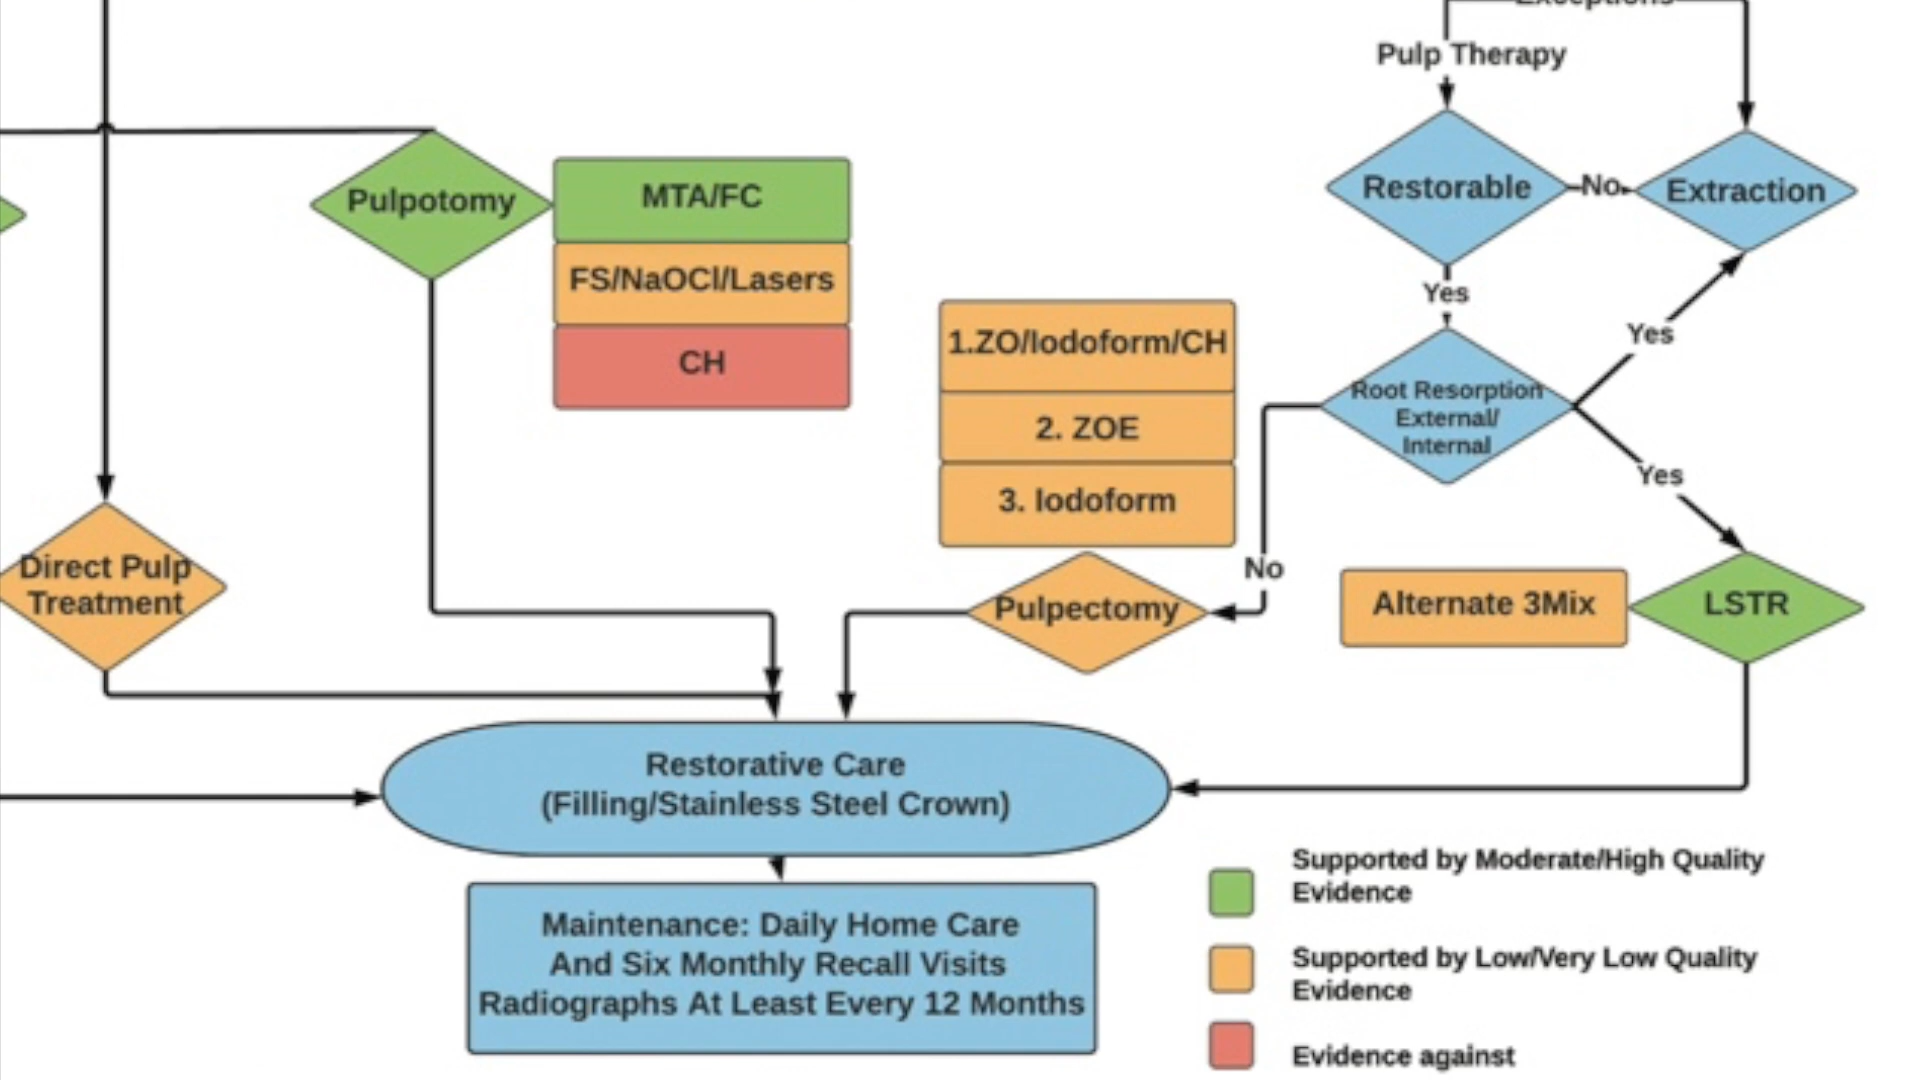 Exceptions
Pulp Therapy
Restorable
No
Extraction
Pulpotomy
MTA/FC
FS/NaOCl/Lasers
CH
Yes
Yes
1.ZO/Iodoform/CH
2. ZOE
3. Iodoform
Root Resorption
External/
Internal
Yes
No
Direct Pulp
Treatment
Pulpectomy
Alternate 3Mix
LSTR
Restorative Care
(Filling/Stainless Steel Crown)
Maintenance: Daily Home Care
And Six Monthly Recall Visits
Radiographs At Least Every 12 Months
Supported by Moderate/High Quality
Evidence
Supported by Low/Very Low Quality
Evidence
Evidence against